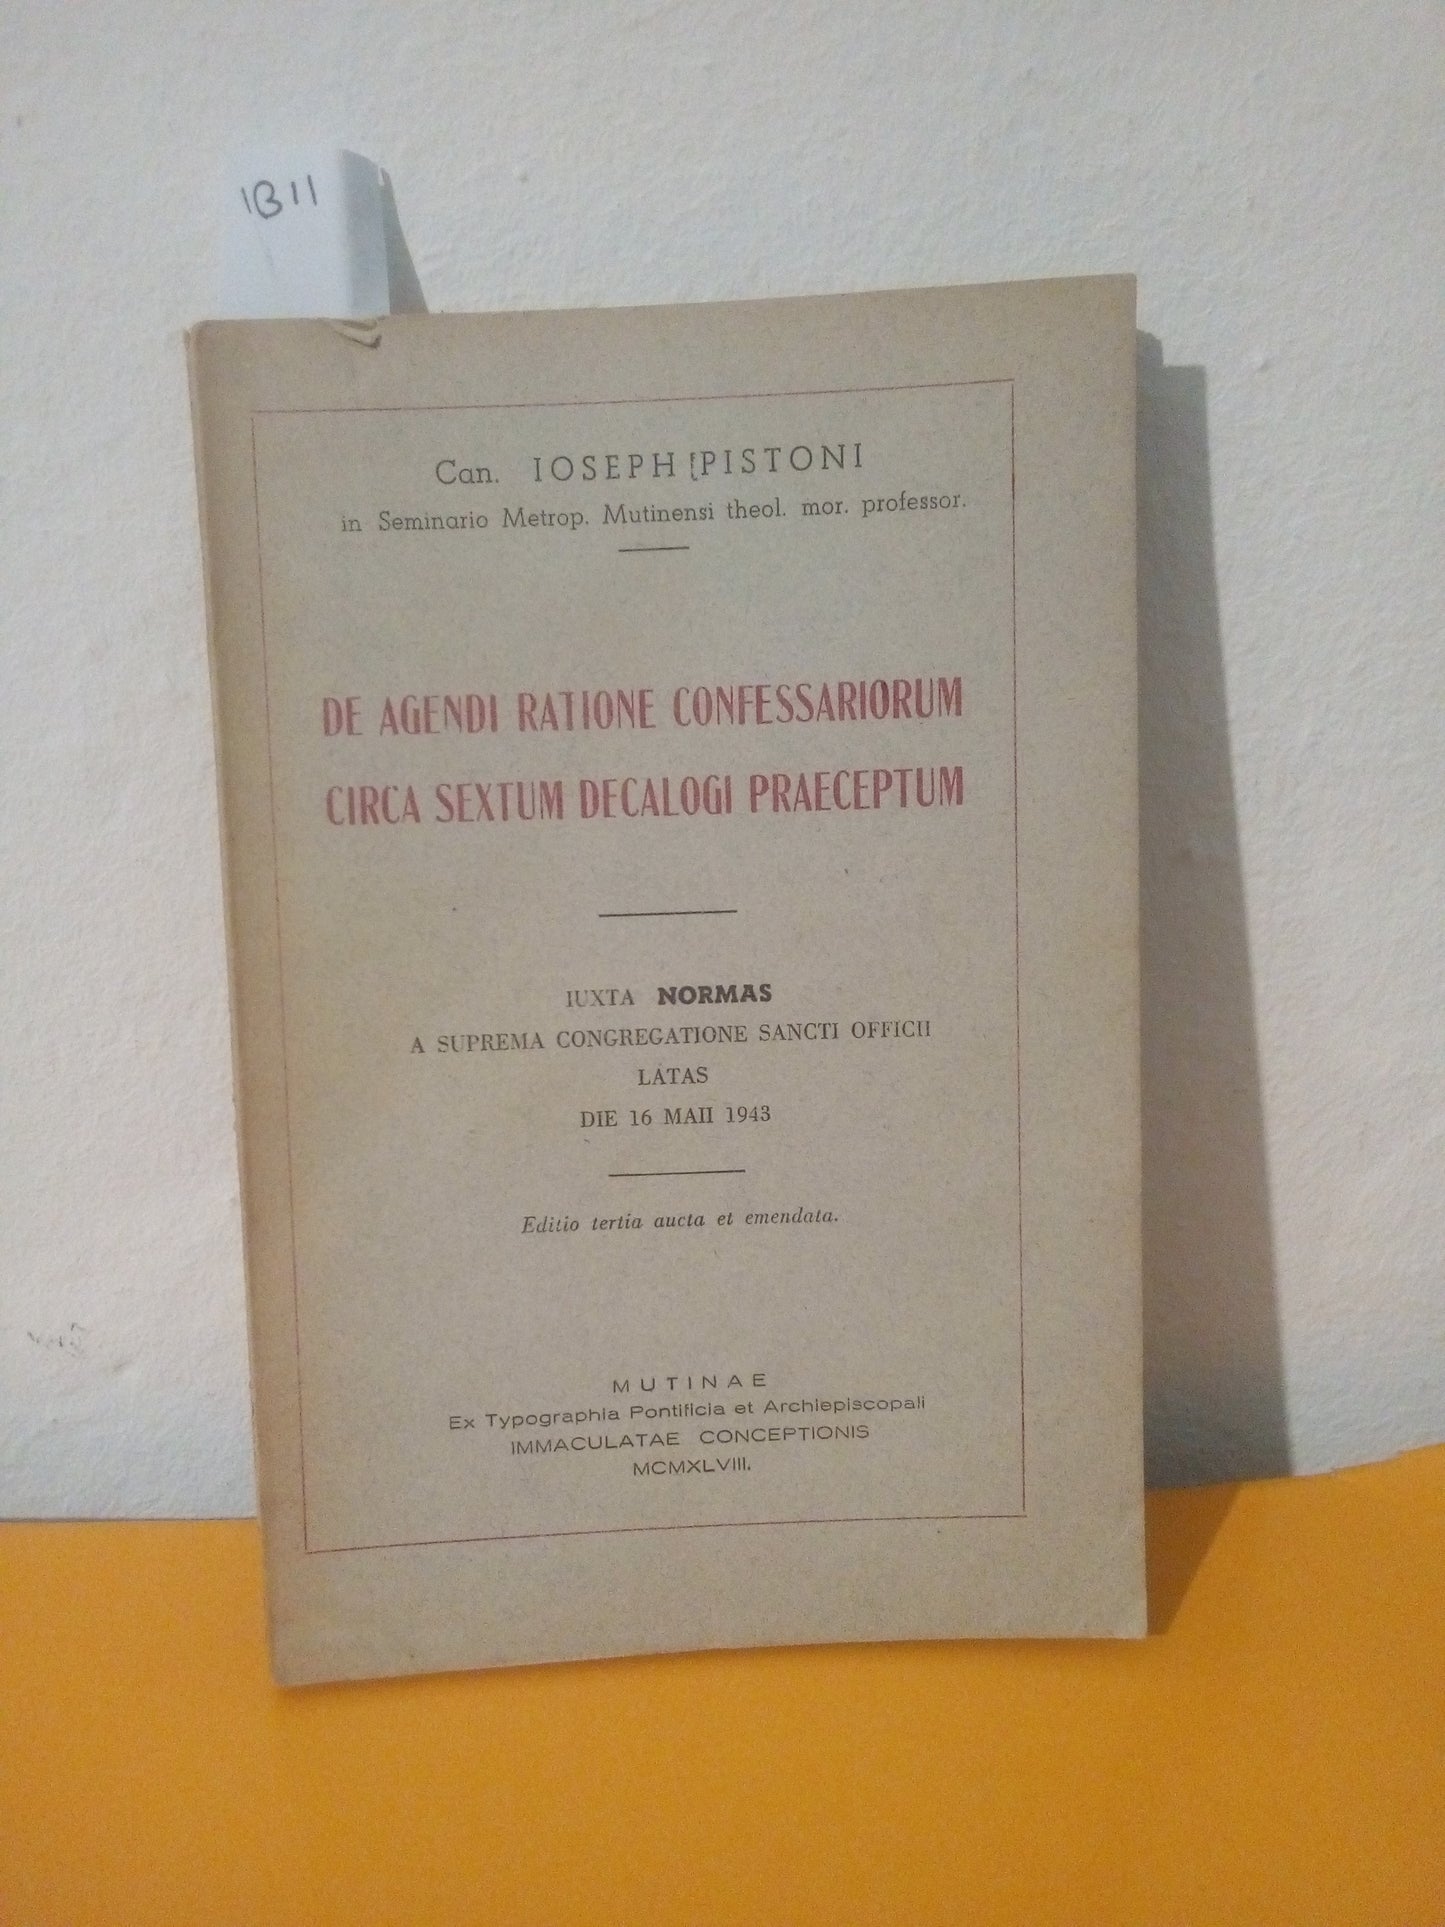 1B11
Can. IOSEPH PISTONI
in Seminario Metrop. Mutinensi theol. mor. professor.
DE AGENDI RATIONE CONFESSARIORUM
CIRCA SEXTUM DECALOGI PRAECEPTUM
IUXTA NORMAS
A SUPREMA CONGREGATIONE SANCTI OFFICII
LATAS
DIE 16 MAII 1943
Editio tertia aucta et emendata.
MUTINAE
Ex Typographia Pontificia et Archiepiscopali
IMMACULATAE CONCEPTIONIS
MCMXLVIII.